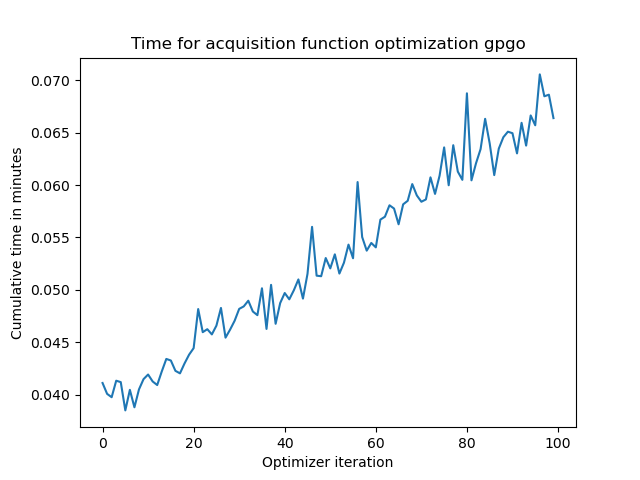 Time for acquisition function optimization gpgo
0.070
0.065
0.060
0.055
0.050
0.045
0.040
Cumulative time in minutes
0 20 40 60 80 100
Optimizer iteration